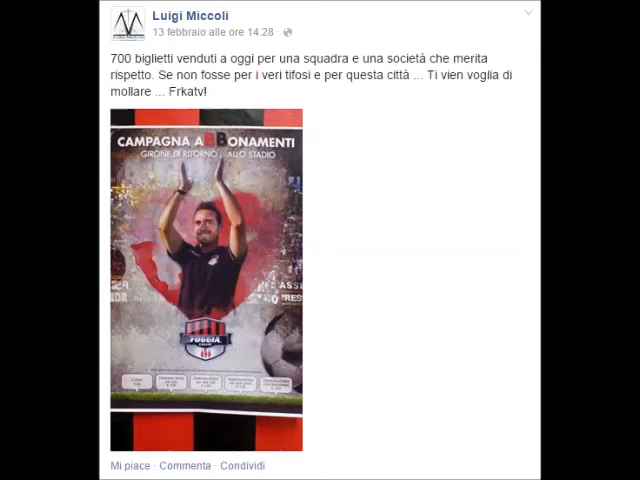 Luigi Miccoli
13 febbraio alle ore 14.28 ·
700 biglietti venduti a oggi per una squadra e una società che merita
rispetto. Se non fosse per i veri tifosi e per questa città ... Ti vien voglia di
mollare ... Frkatv!
CAMPAGNA ABBONAMENTI
GIRONE DI RITORNO ALLO STADIO
FOGGIA
Mi piace · Commenta · Condividi